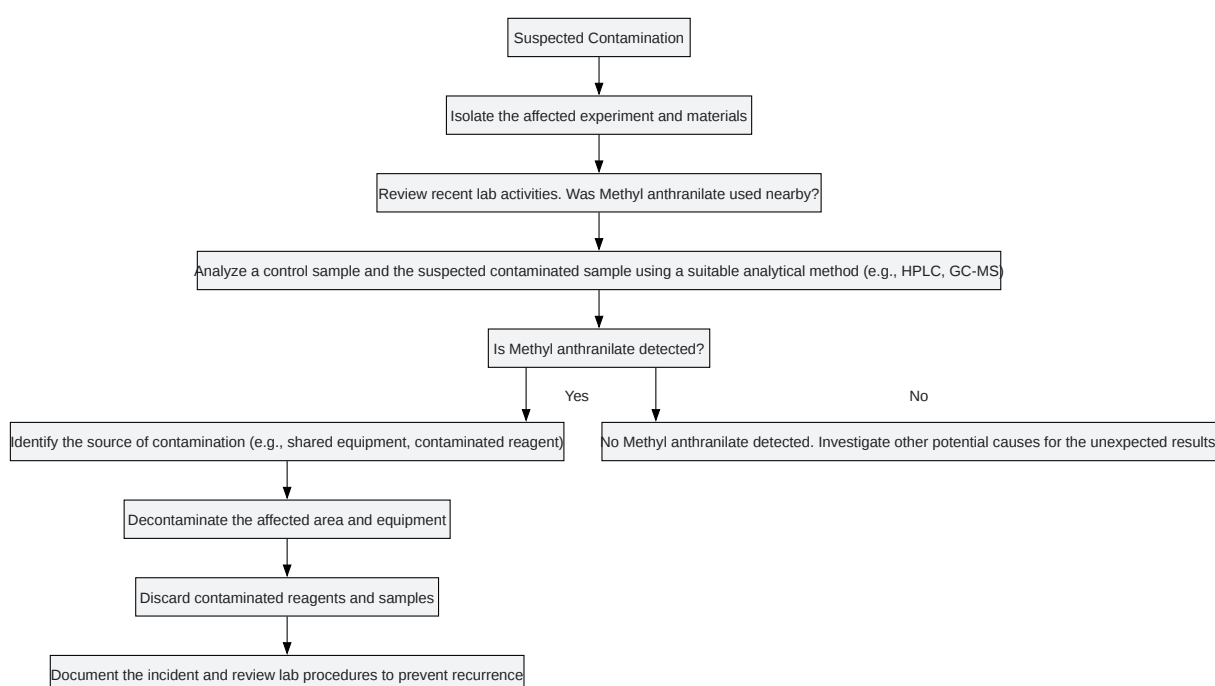 Suspected Contamination
Isolate the affected experiment and materials
Review recent lab activities. Was Methyl anthranilate used nearby?
Analyze a control sample and the suspected contaminated sample using a suitable analytical method (e.g., HPLC, GC-MS)
Is Methyl anthranilate detected?
Yes
No
Identify the source of contamination (e.g., shared equipment, contaminated reagent)
No Methyl anthranilate detected. Investigate other potential causes for the unexpected results
Decontaminate the affected area and equipment
Discard contaminated reagents and samples
Document the incident and review lab procedures to prevent recurrence